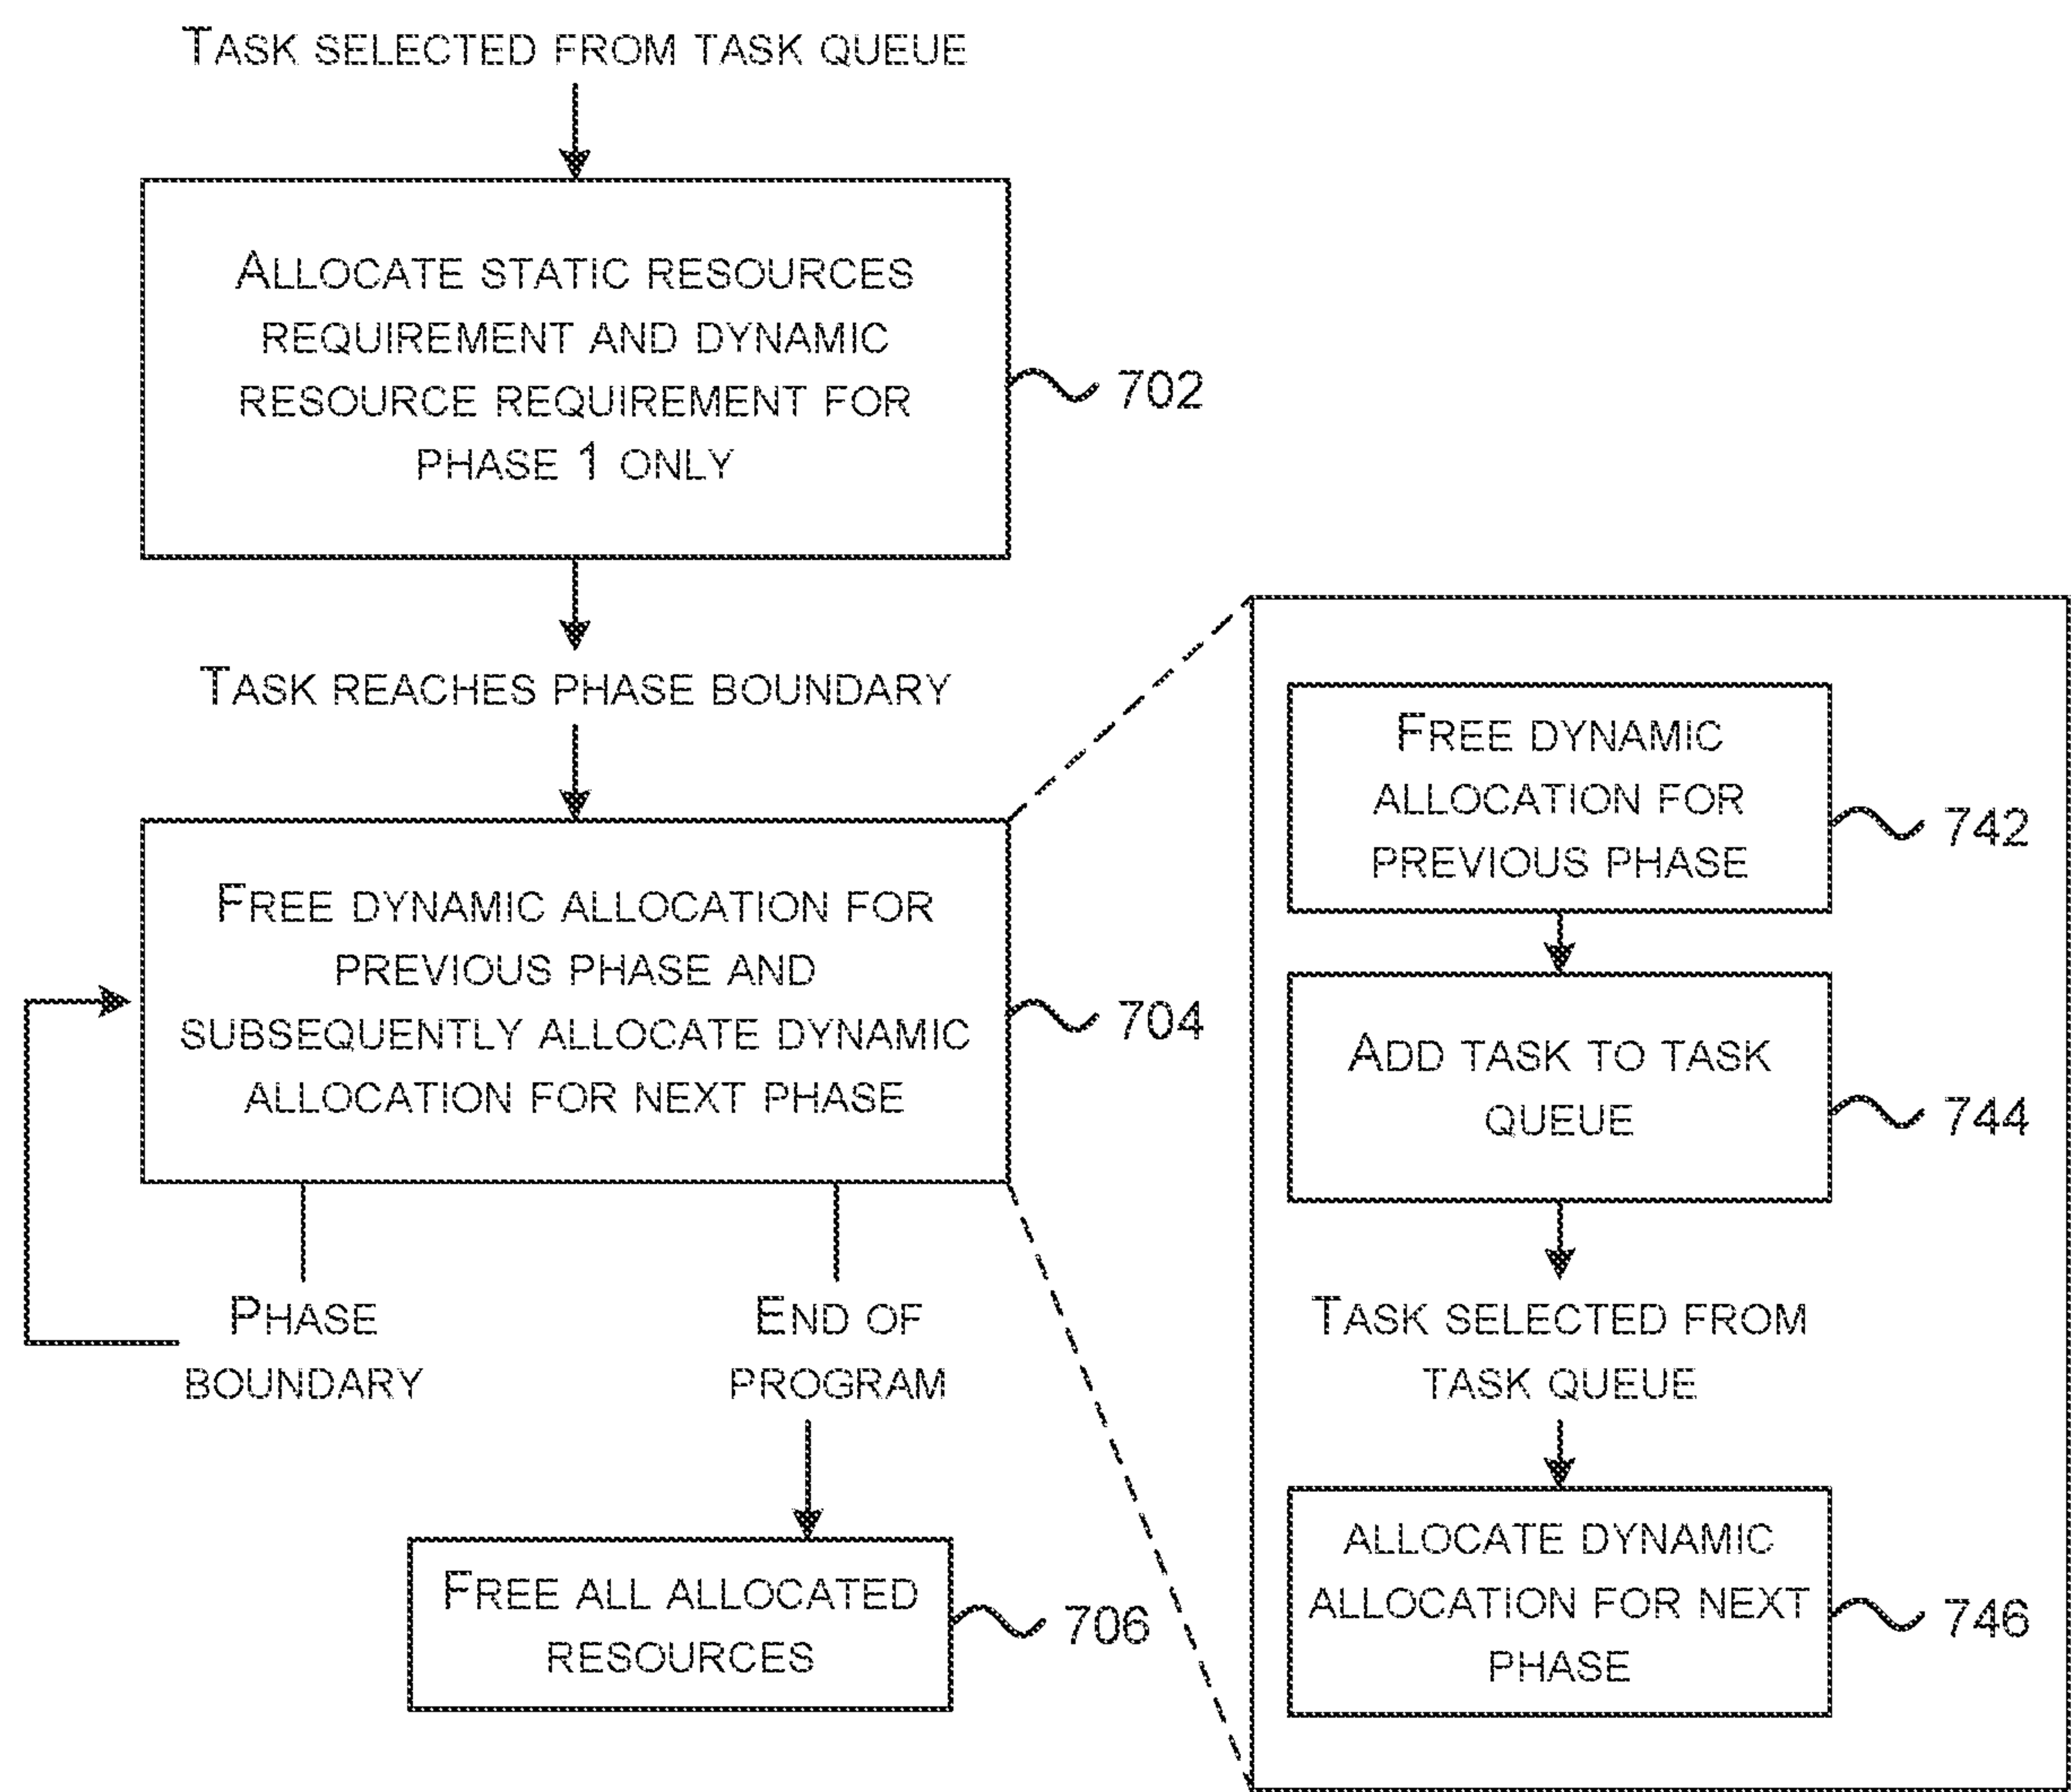 TASK SELECTED FROM TASK QUEUE
ALLOCATE STATIC RESOURCES
REQUIREMENT AND DYNAMIC
RESOURCE REQUIREMENT FOR
PHASE 1 ONLY
702
TASK REACHES PHASE BOUNDARY
FREE DYNAMIC ALLOCATION FOR
PREVIOUS PHASE AND
SUBSEQUENTLY ALLOCATE DYNAMIC
ALLOCATION FOR NEXT PHASE
704
PHASE
BOUNDARY
END OF
PROGRAM
FREE ALL ALLOCATED
RESOURCES
706
FREE DYNAMIC
ALLOCATION FOR
PREVIOUS PHASE
742
ADD TASK TO TASK
QUEUE
744
TASK SELECTED FROM
TASK QUEUE
ALLOCATE DYNAMIC
ALLOCATION FOR NEXT
PHASE
746